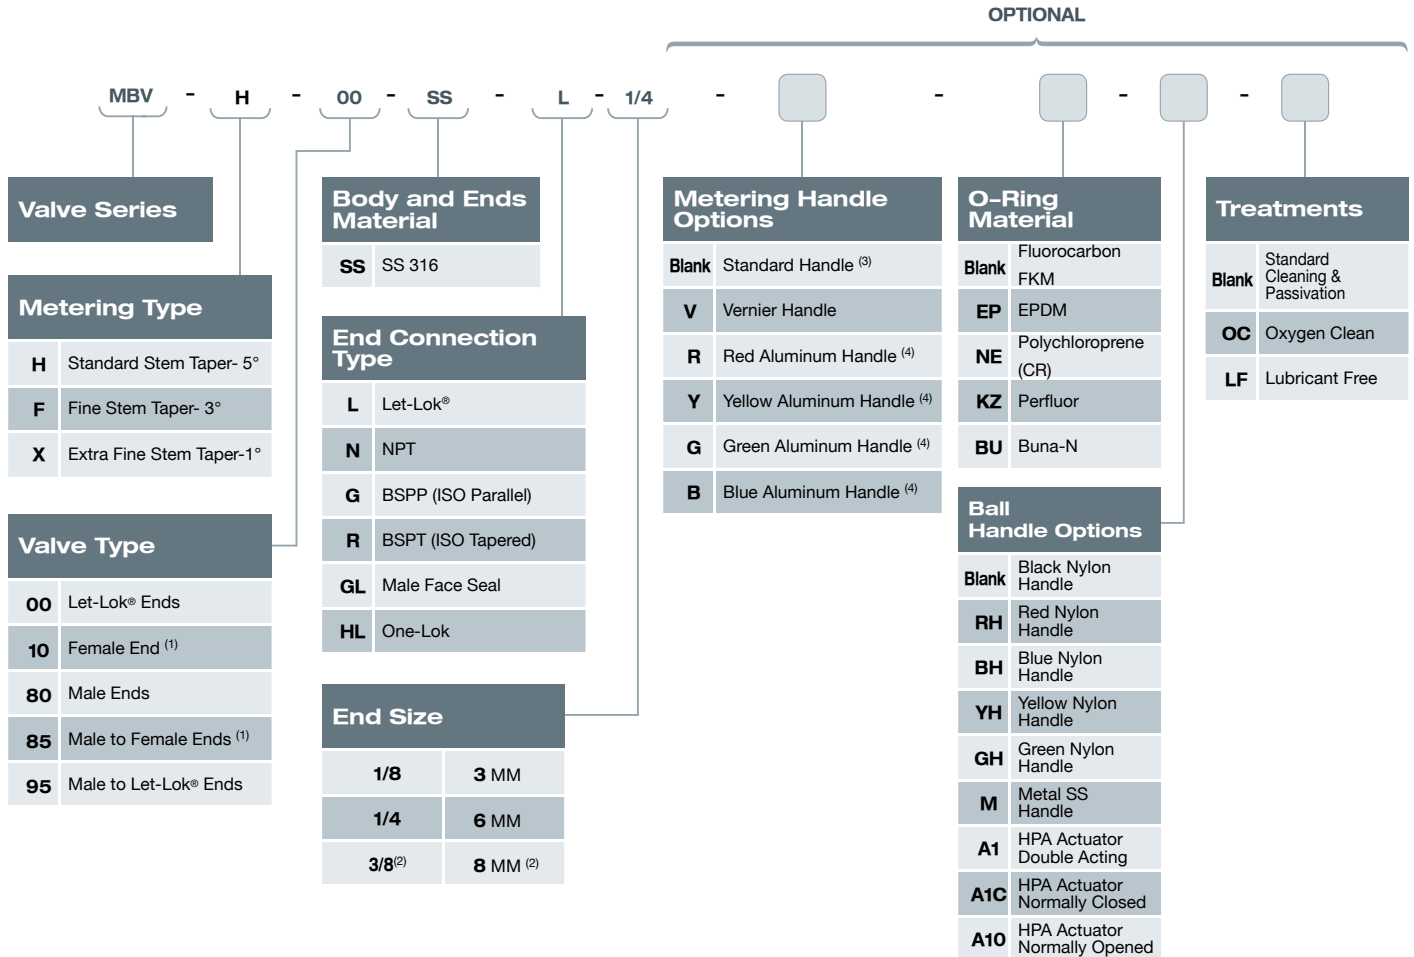 OPTIONAL
MBV - H - 00 - SS - L - 1/4 - - - -
Valve Series
Metering Type
H Standard Stem Taper- 5°
F Fine Stem Taper- 3°
X Extra Fine Stem Taper-1°
Valve Type
00 Let-Lok® Ends
10 Female End (1)
80 Male Ends
85 Male to Female Ends (1)
95 Male to Let-Lok® Ends
Body and Ends
Material
SS SS 316
End Connection
Type
L Let-Lok®
N NPT
G BSPP (ISO Parallel)
R BSPT (ISO Tapered)
GL Male Face Seal
HL One-Lok
End Size
1/8 3 MM
1/4 6 MM
3/8(2) 8 MM (2)
Metering Handle
Options
Blank Standard Handle (3)
V Vernier Handle
R Red Aluminum Handle (4)
Y Yellow Aluminum Handle (4)
G Green Aluminum Handle (4)
B Blue Aluminum Handle (4)
O-Ring
Material
Blank Fluorocarbon
FKM
EP EPDM
NE Polychloroprene
(CR)
KZ Perfluor
BU Buna-N
Ball
Handle Options
Blank Black Nylon
Handle
RH Red Nylon
Handle
BH Blue Nylon
Handle
YH Yellow Nylon
Handle
GH Green Nylon
Handle
M Metal SS
Handle
A1 HPA Actuator
Double Acting
A1C HPA Actuator
Normally Closed
A10 HPA Actuator
Normally Opened
Treatments
Blank Standard
Cleaning &
Passivation
OC Oxygen Clean
LF Lubricant Free